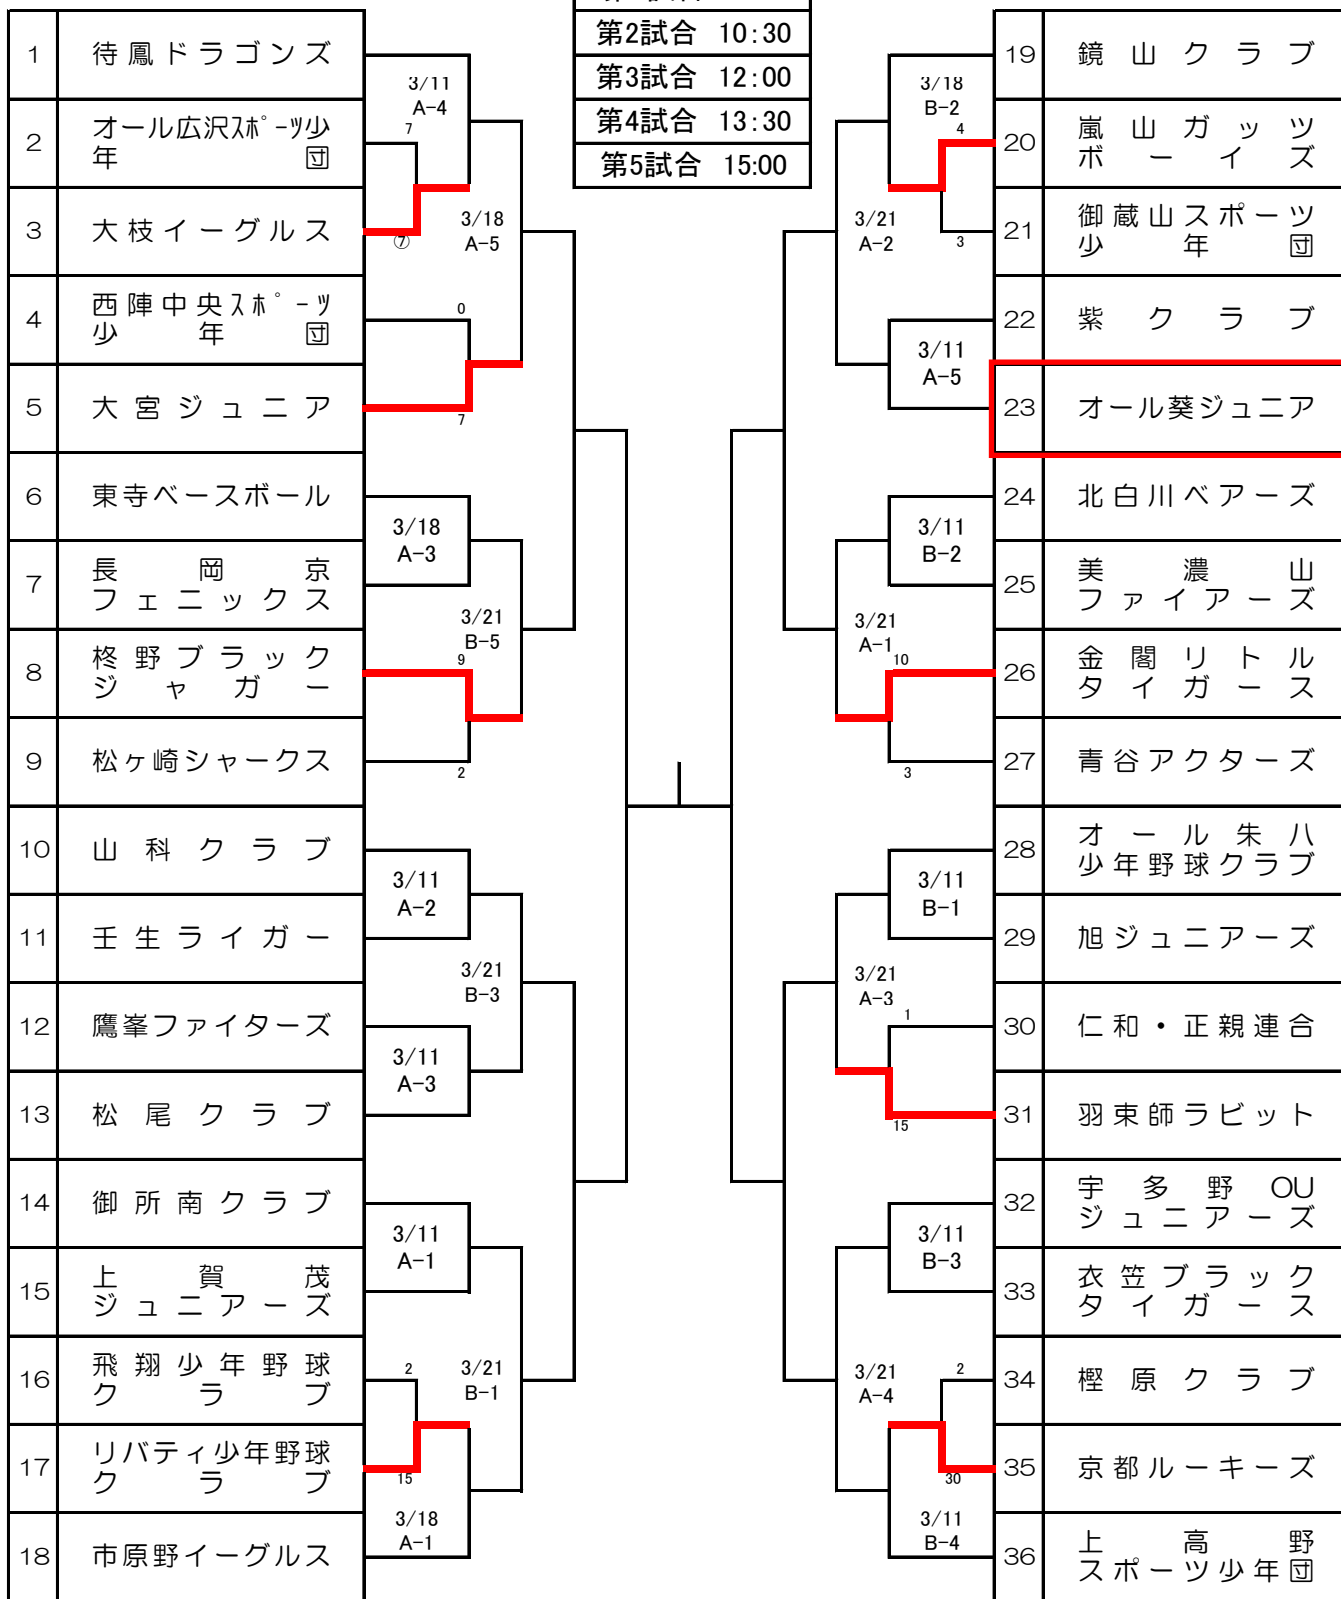 第2試合 10:30
第3試合 12:00
第4試合 13:30
第5試合 15:00
1 待鳳ドラゴンズ
2 オール広沢スポーツ少
年団
3 大枝イーグルス
4 西陣中央スポーツ
少年団
5 大宮ジュニア
6 東寺ベースボール
7 長岡京
フェニックス
8 柊野ブラック
ジャガー
9 松ヶ崎シャークス
10 山科クラブ
11 壬生ライガー
12 鷹峯ファイターズ
13 松尾クラブ
14 御所南クラブ
15 上賀茂
ジュニアーズ
16 飛翔少年野球
クラブ
17 リバティ少年野球
クラブ
18 市原野イーグルス
3/11
A-4
7
⑦
3/18
A-5
0
7
3/18
A-3
3/21
B-5
9
2
3/11
A-2
3/21
B-3
3/11
A-3
3/11
A-1
2
3/21
B-1
15
3/18
A-1
3/18
B-2
4
3/21
A-2
3
3/11
A-5
3/11
B-2
3/21
A-1
10
3
3/11
B-1
3/21
A-3
1
15
3/11
B-3
3/21
A-4
2
30
3/11
B-4
19 鏡山クラブ
20 嵐山ガッツ
ボーイズ
21 御蔵山スポーツ
少年団
22 紫クラブ
23 オール葵ジュニア
24 北白川ベアーズ
25 美濃山
ファイアーズ
26 金閣リトル
タイガース
27 青谷アクターズ
28 オール朱八
少年野球クラブ
29 旭ジュニアーズ
30 仁和・正親連合
31 羽束師ラビット
32 宇多野OU
ジュニアーズ
33 衣笠ブラック
タイガース
34 樫原クラブ
35 京都ルーキーズ
36 上高野
スポーツ少年団